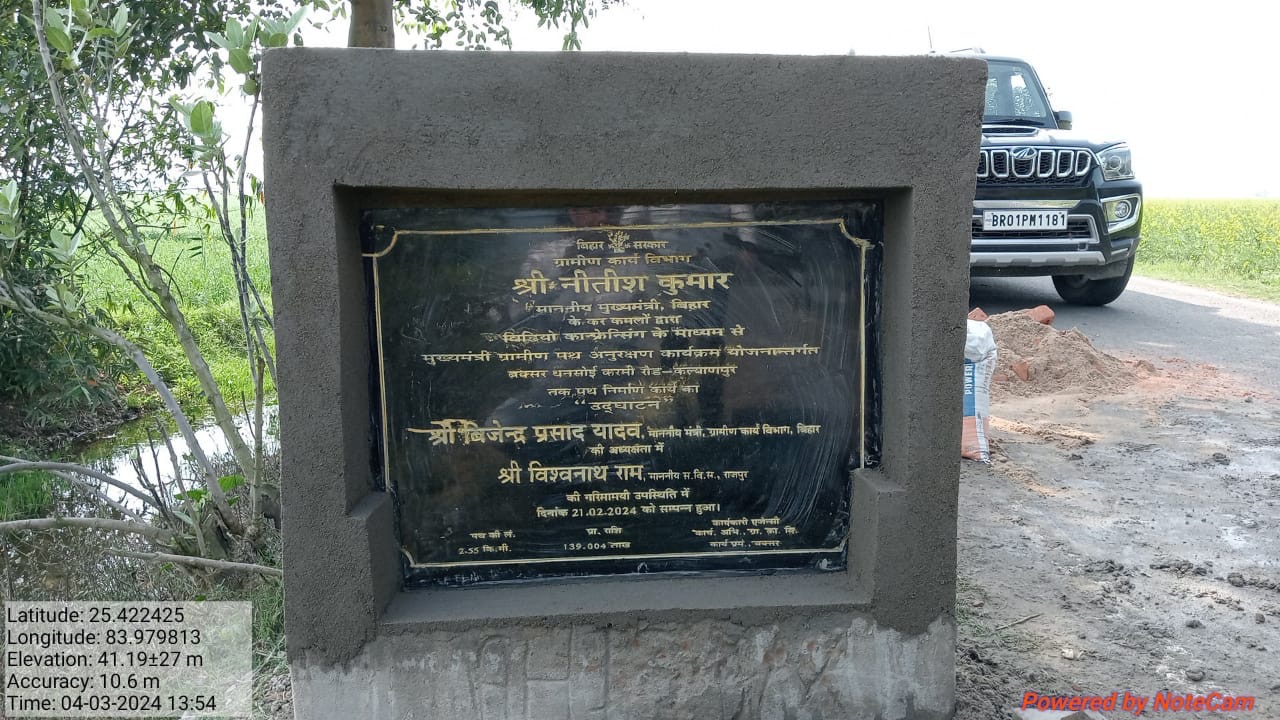 बिहार सरकार
ग्रामीण कार्य विभाग
श्री नीतीश कुमार
माननीय मुख्यमंत्री, बिहार
के कर कमलों द्वारा
विडियो कान्फ्रेन्सिंग के माध्यम से
मुख्यमंत्री ग्रामीण पथ अनुरक्षण कार्यक्रम योजनान्तर्गत
बक्सर धनसोई करमी रोड–कल्याणपुर
तक पथ निर्माण कार्य का
"उद्घाटन"
श्री बिजेन्द्र प्रसाद यादव, माननीय मंत्री, ग्रामीण कार्य विभाग, बिहार
की अध्यक्षता में
श्री विश्वनाथ राम, माननीय स.वि.स., राजपुर
की गरिमामयी उपस्थिति में
दिनांक 21.02.2024 को सम्पन्न हुआ।
पथ की लं. प्रा. राशि कार्यकारी एजेन्सी
2.55 कि.मी. 139.004 लाख कार्य. अभि., ग्रा. का. वि.
कार्य प्रमं., बक्सर
BR01PM1181
POWER
Latitude: 25.422425
Longitude: 83.979813
Elevation: 41.19±27 m
Accuracy: 10.6 m
Time: 04-03-2024 13:54
Powered by NoteCam